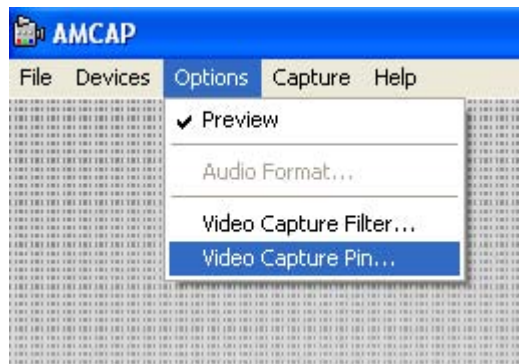 AMCAP
File Devices Options Capture Help
Preview
Audio Format...
Video Capture Filter...
Video Capture Pin...